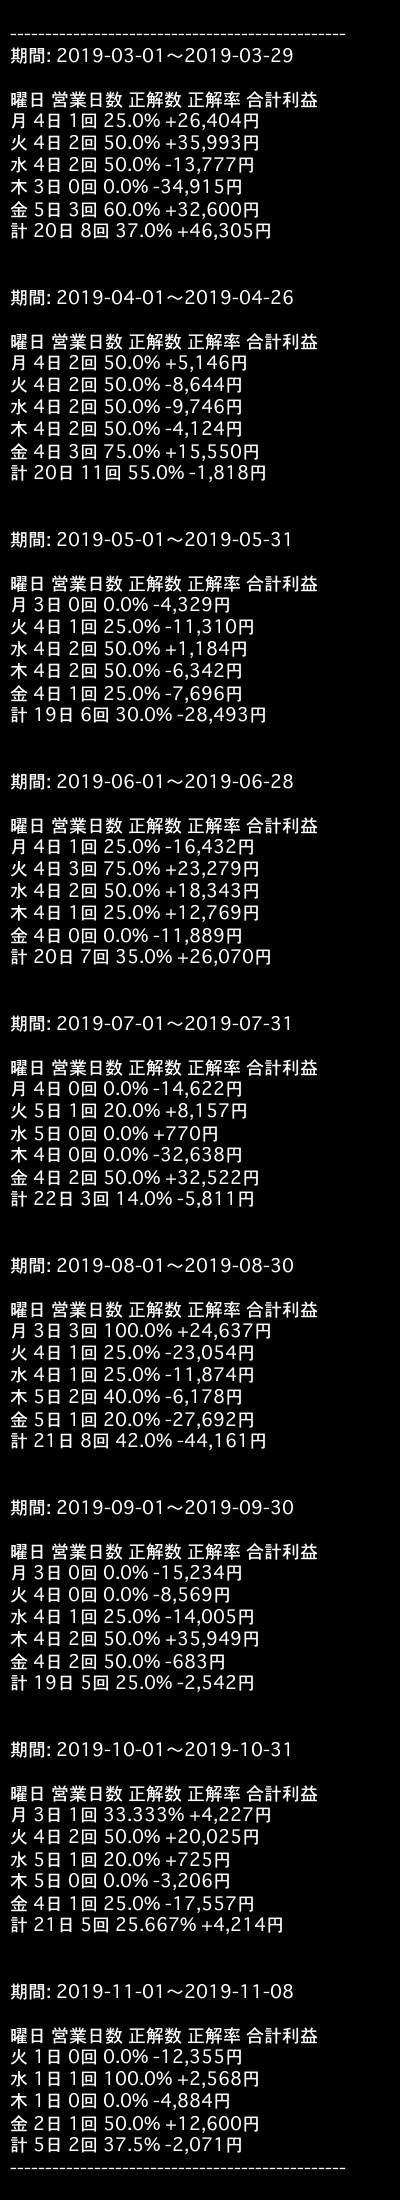 ------------------------------------------------
期間: 2019-03-01～2019-03-29
曜日 営業日数 正解数 正解率 合計利益
月 4日 1回 25.0% +26,404円
火 4日 2回 50.0% +35,993円
水 4日 2回 50.0% -13,777円
木 3日 0回 0.0% -34,915円
金 5日 3回 60.0% +32,600円
計 20日 8回 37.0% +46,305円
期間: 2019-04-01～2019-04-26
曜日 営業日数 正解数 正解率 合計利益
月 4日 2回 50.0% +5,146円
火 4日 2回 50.0% -8,644円
水 4日 2回 50.0% -9,746円
木 4日 2回 50.0% -4,124円
金 4日 3回 75.0% +15,550円
計 20日 11回 55.0% -1,818円
期間: 2019-05-01～2019-05-31
曜日 営業日数 正解数 正解率 合計利益
月 3日 0回 0.0% -4,329円
火 4日 1回 25.0% -11,310円
水 4日 2回 50.0% +1,184円
木 4日 2回 50.0% -6,342円
金 4日 1回 25.0% -7,696円
計 19日 6回 30.0% -28,493円
期間: 2019-06-01～2019-06-28
曜日 営業日数 正解数 正解率 合計利益
月 4日 1回 25.0% -16,432円
火 4日 3回 75.0% +23,279円
水 4日 2回 50.0% +18,343円
木 4日 1回 25.0% +12,769円
金 4日 0回 0.0% -11,889円
計 20日 7回 35.0% +26,070円
期間: 2019-07-01～2019-07-31
曜日 営業日数 正解数 正解率 合計利益
月 4日 0回 0.0% -14,622円
火 5日 1回 20.0% +8,157円
水 5日 0回 0.0% +770円
木 4日 0回 0.0% -32,638円
金 4日 2回 50.0% +32,522円
計 22日 3回 14.0% -5,811円
期間: 2019-08-01～2019-08-30
曜日 営業日数 正解数 正解率 合計利益
月 3日 3回 100.0% +24,637円
火 4日 1回 25.0% -23,054円
水 4日 1回 25.0% -11,874円
木 5日 2回 40.0% -6,178円
金 5日 1回 20.0% -27,692円
計 21日 8回 42.0% -44,161円
期間: 2019-09-01～2019-09-30
曜日 営業日数 正解数 正解率 合計利益
月 3日 0回 0.0% -15,234円
火 4日 0回 0.0% -8,569円
水 4日 1回 25.0% -14,005円
木 4日 2回 50.0% +35,949円
金 4日 2回 50.0% -683円
計 19日 5回 25.0% -2,542円
期間: 2019-10-01～2019-10-31
曜日 営業日数 正解数 正解率 合計利益
月 3日 1回 33.333% +4,227円
火 4日 2回 50.0% +20,025円
水 5日 1回 20.0% +725円
木 5日 0回 0.0% -3,206円
金 4日 1回 25.0% -17,557円
計 21日 5回 25.667% +4,214円
期間: 2019-11-01～2019-11-08
曜日 営業日数 正解数 正解率 合計利益
火 1日 0回 0.0% -12,355円
水 1日 1回 100.0% +2,568円
木 1日 0回 0.0% -4,884円
金 2日 1回 50.0% +12,600円
計 5日 2回 37.5% -2,071円
------------------------------------------------